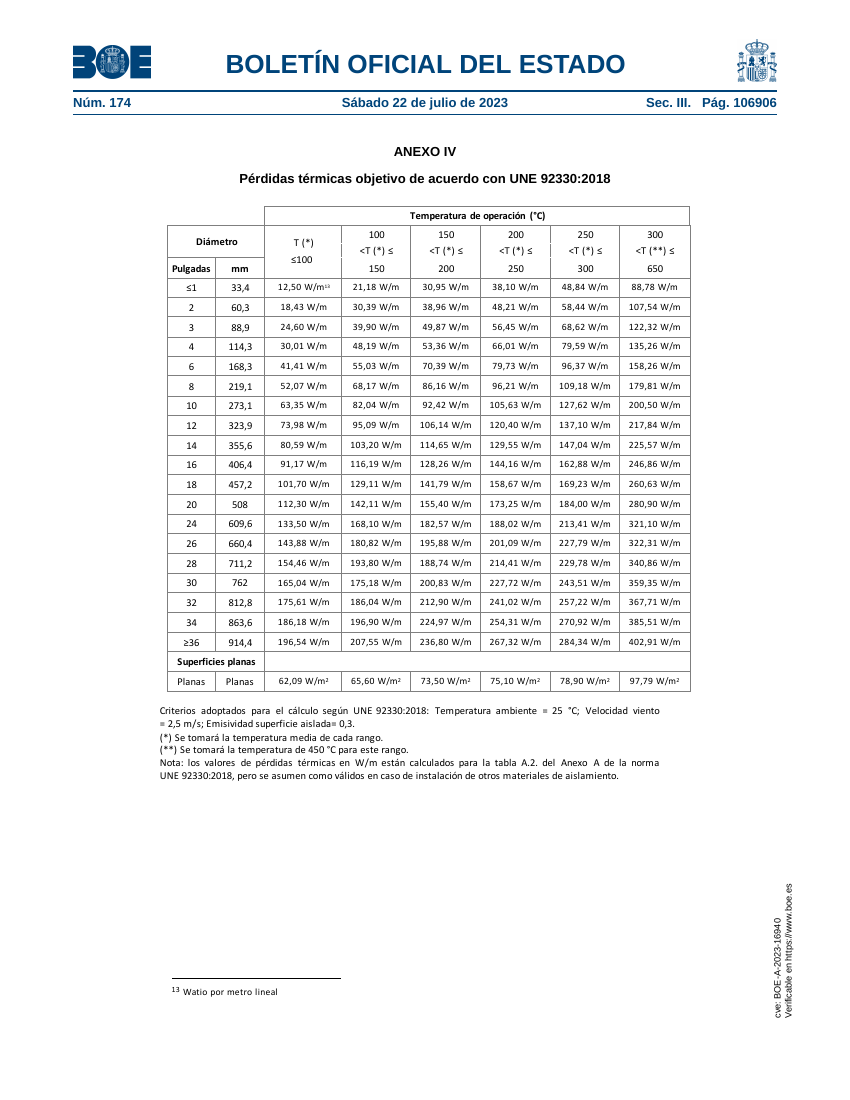 BOE
BOLETÍN OFICIAL DEL ESTADO
Núm. 174 Sábado 22 de julio de 2023 Sec. III. Pág. 106906
ANEXO IV
Pérdidas térmicas objetivo de acuerdo con UNE 92330:2018
Temperatura de operación (°C)
Diámetro T (*) ≤100 100 <T (*) ≤ 150 150 <T (*) ≤ 200 200 <T (*) ≤ 250 250 <T (*) ≤ 300 300 <T (**) ≤ 650
Pulgadas mm
≤1 33,4 12,50 W/m¹³ 21,18 W/m 30,95 W/m 38,10 W/m 48,84 W/m 88,78 W/m
2 60,3 18,43 W/m 30,39 W/m 38,96 W/m 48,21 W/m 58,44 W/m 107,54 W/m
3 88,9 24,60 W/m 39,90 W/m 49,87 W/m 56,45 W/m 68,62 W/m 122,32 W/m
4 114,3 30,01 W/m 48,19 W/m 53,36 W/m 66,01 W/m 79,59 W/m 135,26 W/m
6 168,3 41,41 W/m 55,03 W/m 70,39 W/m 79,73 W/m 96,37 W/m 158,26 W/m
8 219,1 52,07 W/m 68,17 W/m 86,16 W/m 96,21 W/m 109,18 W/m 179,81 W/m
10 273,1 63,35 W/m 82,04 W/m 92,42 W/m 105,63 W/m 127,62 W/m 200,50 W/m
12 323,9 73,98 W/m 95,09 W/m 106,14 W/m 120,40 W/m 137,10 W/m 217,84 W/m
14 355,6 80,59 W/m 103,20 W/m 114,65 W/m 129,55 W/m 147,04 W/m 225,57 W/m
16 406,4 91,17 W/m 116,19 W/m 128,26 W/m 144,16 W/m 162,88 W/m 246,86 W/m
18 457,2 101,70 W/m 129,11 W/m 141,79 W/m 158,67 W/m 169,23 W/m 260,63 W/m
20 508 112,30 W/m 142,11 W/m 155,40 W/m 173,25 W/m 184,00 W/m 280,90 W/m
24 609,6 133,50 W/m 168,10 W/m 182,57 W/m 188,02 W/m 213,41 W/m 321,10 W/m
26 660,4 143,88 W/m 180,82 W/m 195,88 W/m 201,09 W/m 227,79 W/m 322,31 W/m
28 711,2 154,46 W/m 193,80 W/m 188,74 W/m 214,41 W/m 229,78 W/m 340,86 W/m
30 762 165,04 W/m 175,18 W/m 200,83 W/m 227,72 W/m 243,51 W/m 359,35 W/m
32 812,8 175,61 W/m 186,04 W/m 212,90 W/m 241,02 W/m 257,22 W/m 367,71 W/m
34 863,6 186,18 W/m 196,90 W/m 224,97 W/m 254,31 W/m 270,92 W/m 385,51 W/m
≥36 914,4 196,54 W/m 207,55 W/m 236,80 W/m 267,32 W/m 284,34 W/m 402,91 W/m
Superficies planas
Planas Planas 62,09 W/m² 65,60 W/m² 73,50 W/m² 75,10 W/m² 78,90 W/m² 97,79 W/m²
Criterios adoptados para el cálculo según UNE 92330:2018: Temperatura ambiente = 25 °C; Velocidad viento
= 2,5 m/s; Emisividad superficie aislada= 0,3.
(*) Se tomará la temperatura media de cada rango.
(**) Se tomará la temperatura de 450 °C para este rango.
Nota: los valores de pérdidas térmicas en W/m están calculados para la tabla A.2. del Anexo A de la norma
UNE 92330:2018, pero se asumen como válidos en caso de instalación de otros materiales de aislamiento.
¹³ Watio por metro lineal
cve: BOE-A-2023-16940
Verificable en https://www.boe.es